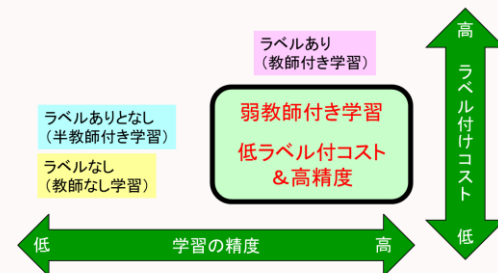 ラベルあり
（教師付き学習）
弱教師付き学習
低ラベル付コスト
＆高精度
ラベルありとなし
（半教師付き学習）
ラベルなし
（教師なし学習）
高
ラベル付けコスト
低
低
学習の精度
高